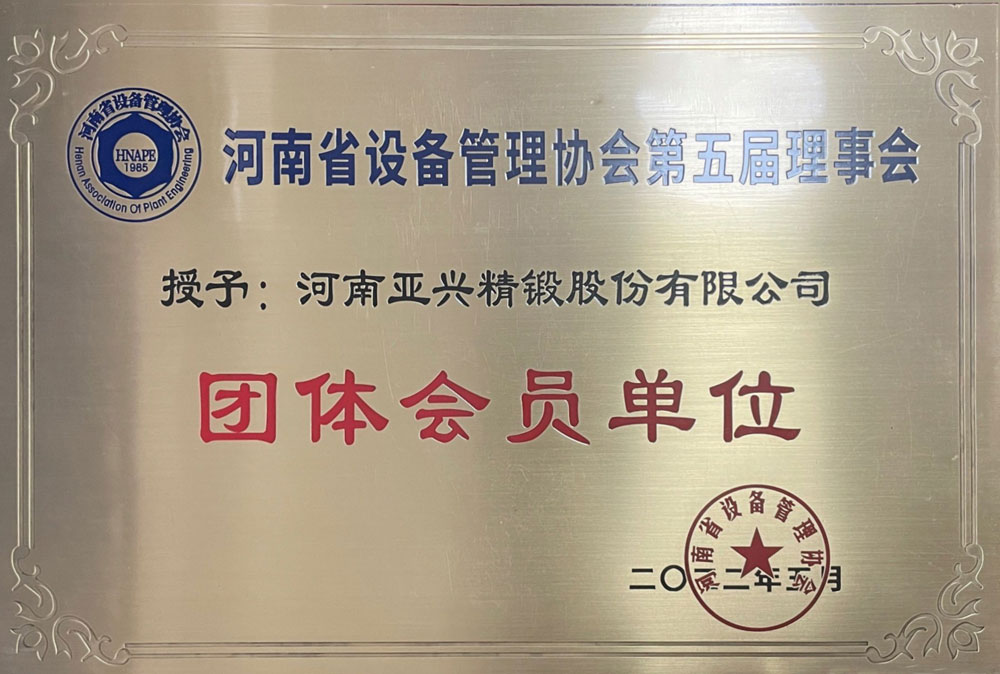 河南省设备管理协会
HNAPE
1985
Henan Association Of Plant Engineering
河南省设备管理协会第五届理事会
授予：河南亚兴精锻股份有限公司
团体会员单位
河南省设备管理协会
二〇二二年五月